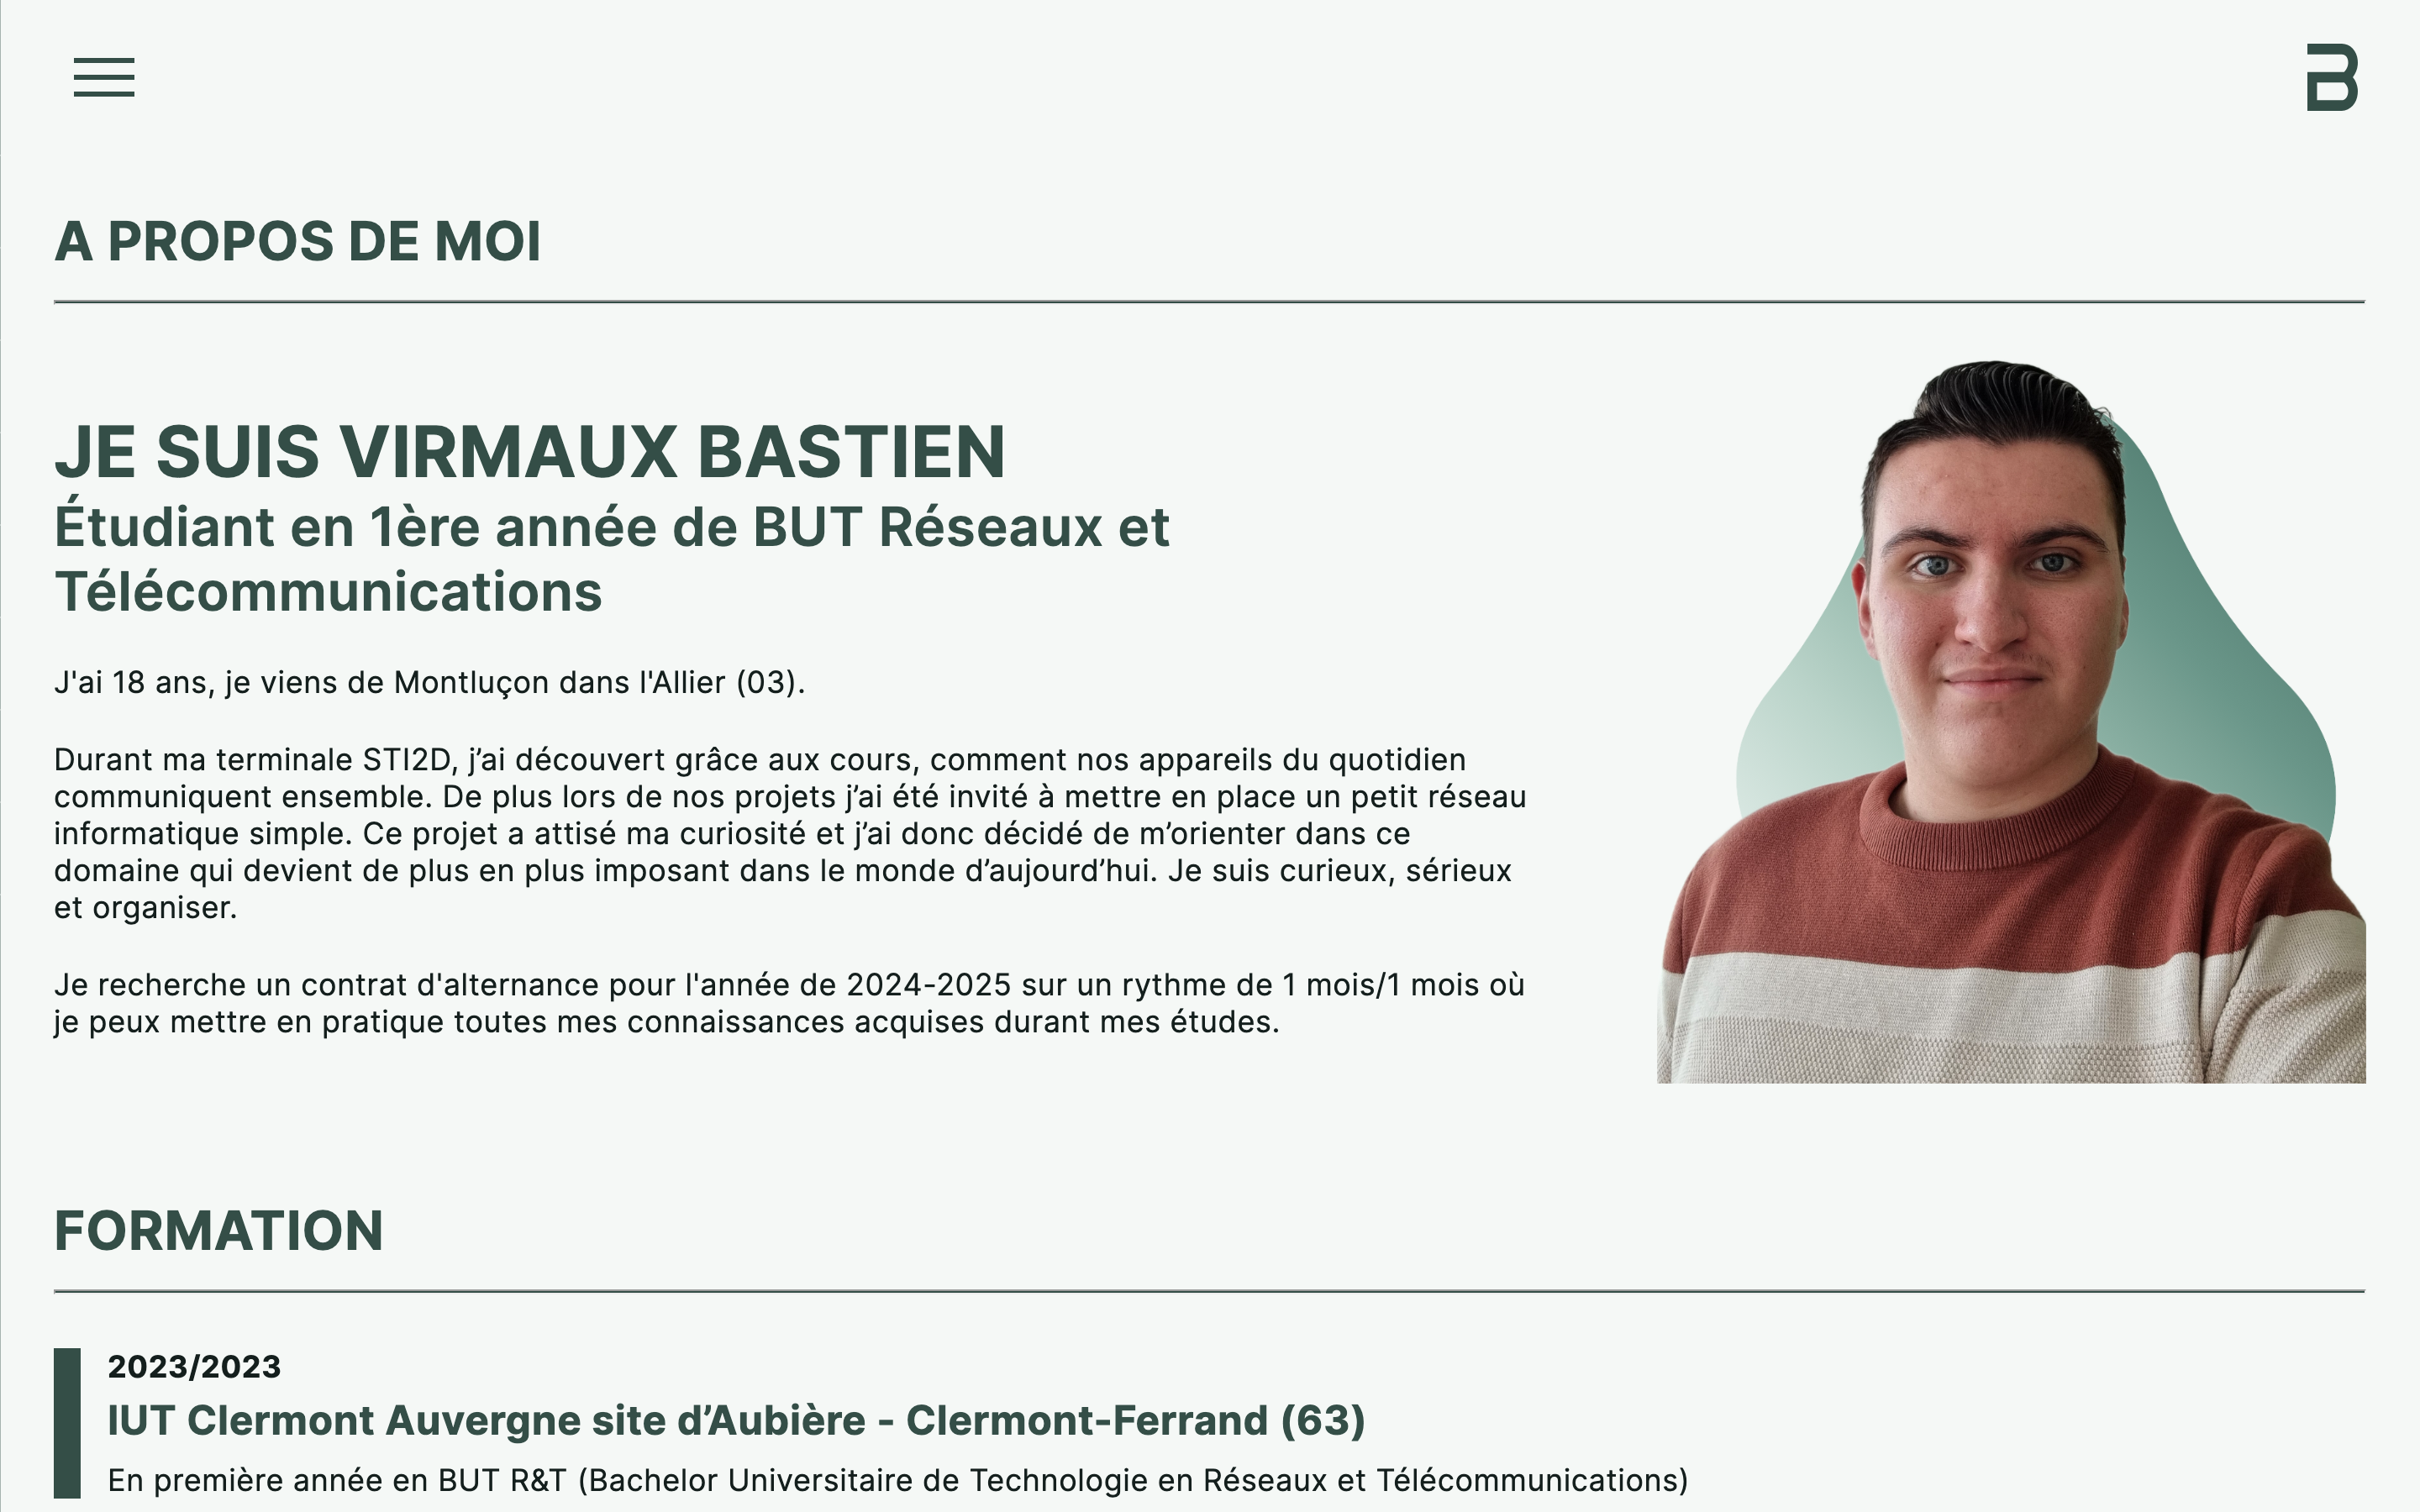 B
A PROPOS DE MOI
JE SUIS VIRMAUX BASTIEN
Étudiant en 1ère année de BUT Réseaux et
Télécommunications
J'ai 18 ans, je viens de Montluçon dans l'Allier (03).
Durant ma terminale STI2D, j’ai découvert grâce aux cours, comment nos appareils du quotidien
communiquent ensemble. De plus lors de nos projets j’ai été invité à mettre en place un petit réseau
informatique simple. Ce projet a attisé ma curiosité et j’ai donc décidé de m’orienter dans ce
domaine qui devient de plus en plus imposant dans le monde d’aujourd’hui. Je suis curieux, sérieux
et organiser.
Je recherche un contrat d'alternance pour l'année de 2024-2025 sur un rythme de 1 mois/1 mois où
je peux mettre en pratique toutes mes connaissances acquises durant mes études.
FORMATION
2023/2023
IUT Clermont Auvergne site d’Aubière - Clermont-Ferrand (63)
En première année en BUT R&T (Bachelor Universitaire de Technologie en Réseaux et Télécommunications)